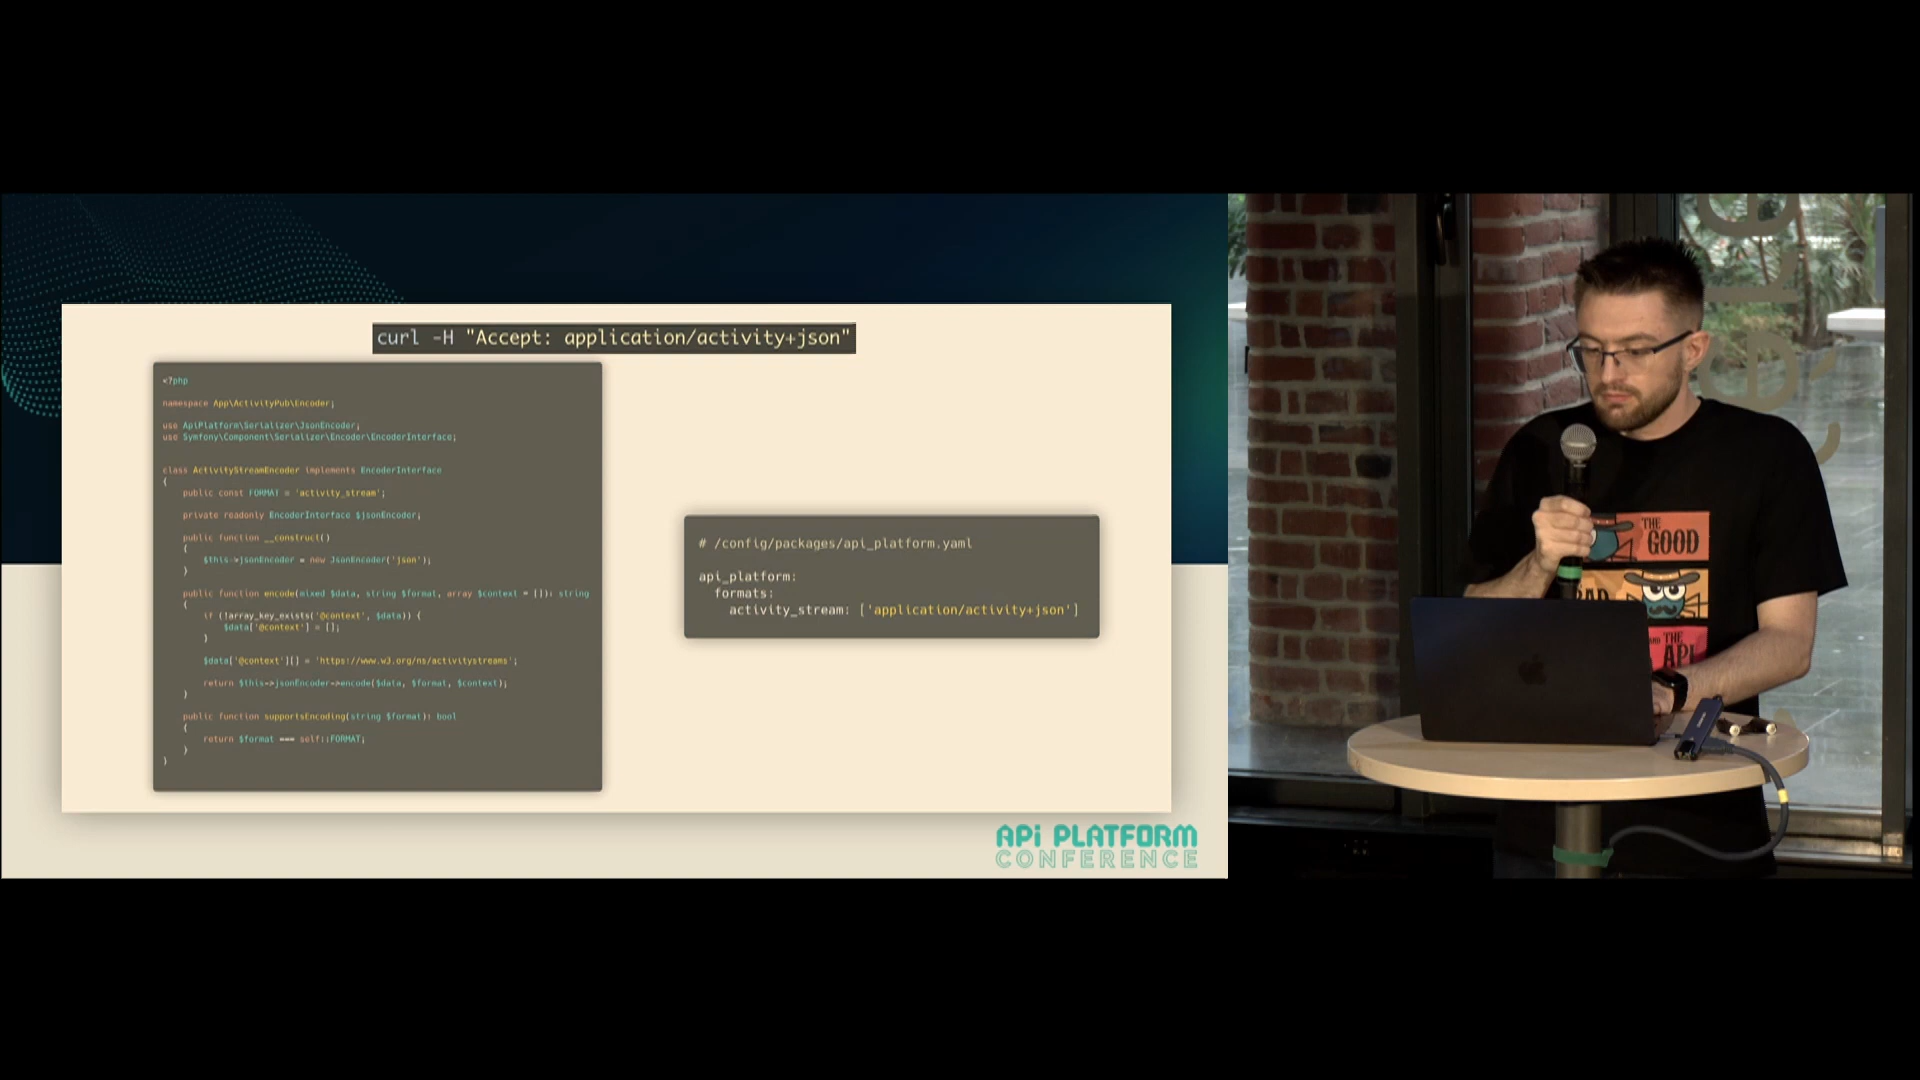 curl -H "Accept: application/activity+json"
<?php
namespace App\ActivityPub\Encoder;
use ApiPlatform\Serializer\JsonEncoder;
use Symfony\Component\Serializer\Encoder\EncoderInterface;
class ActivityStreamEncoder implements EncoderInterface
{
public const FORMAT = 'activity_stream';
private readonly EncoderInterface $jsonEncoder;
public function __construct()
{
$this->jsonEncoder = new JsonEncoder('json');
}
public function encode(mixed $data, string $format, array $context = []): string
{
if (!array_key_exists('@context', $data)) {
$data['@context'] = [];
}
$data['@context'][] = 'https://www.w3.org/ns/activitystreams';
return $this->jsonEncoder->encode($data, $format, $context);
}
public function supportsEncoding(string $format): bool
{
return $format === self::FORMAT;
}
}
# /config/packages/api_platform.yaml
api_platform:
formats:
activity_stream: ['application/activity+json']
API PLATFORM
CONFERENCE
THE
GOOD
BAD
AND THE
API